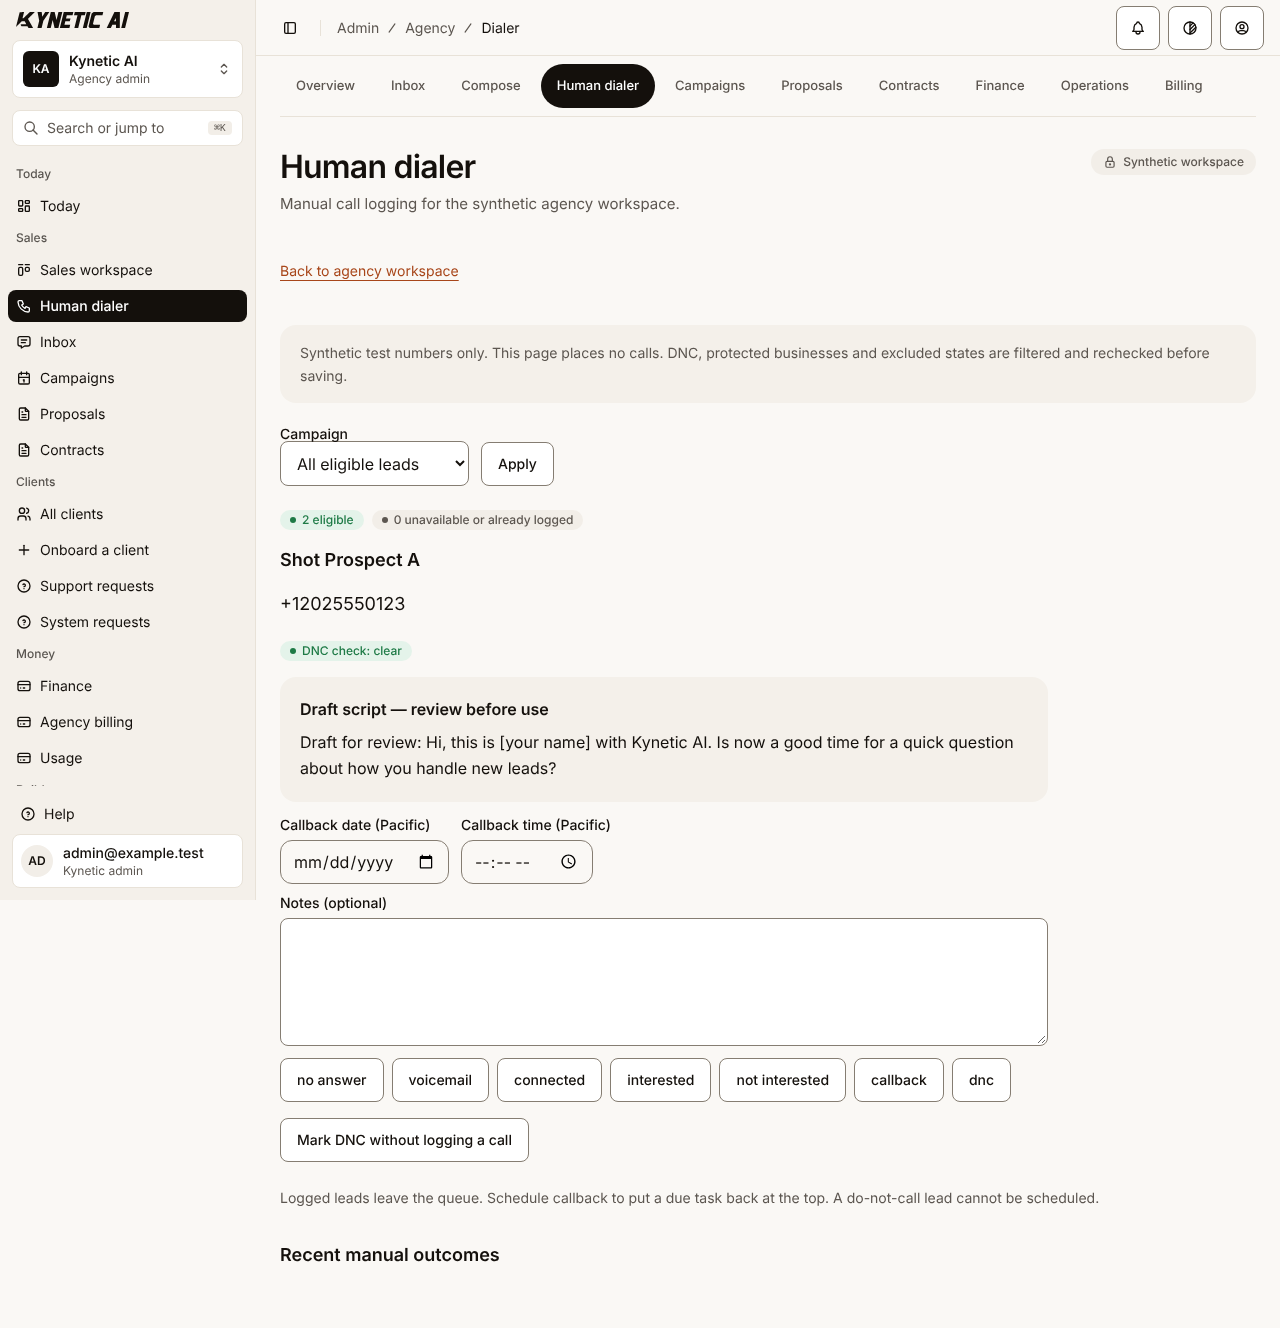 KYNETIC AI
KA
Kynetic AI
Agency admin
Search or jump to
⌘K
Today
Today
Sales
Sales workspace
Human dialer
Inbox
Campaigns
Proposals
Contracts
Clients
All clients
Onboard a client
Support requests
System requests
Money
Finance
Agency billing
Usage
Help
AD
admin@example.test
Kynetic admin
Admin / Agency / Dialer
Overview
Inbox
Compose
Human dialer
Campaigns
Proposals
Contracts
Finance
Operations
Billing
Human dialer
Synthetic workspace
Manual call logging for the synthetic agency workspace.
Back to agency workspace
Synthetic test numbers only. This page places no calls. DNC, protected businesses and excluded states are filtered and rechecked before
saving.
Campaign
All eligible leads
Apply
2 eligible
0 unavailable or already logged
Shot Prospect A
+12025550123
DNC check: clear
Draft script — review before use
Draft for review: Hi, this is [your name] with Kynetic AI. Is now a good time for a quick question
about how you handle new leads?
Callback date (Pacific)
Callback time (Pacific)
mm/dd/yyyy
--:-- --
Notes (optional)
no answer
voicemail
connected
interested
not interested
callback
dnc
Mark DNC without logging a call
Logged leads leave the queue. Schedule callback to put a due task back at the top. A do-not-call lead cannot be scheduled.
Recent manual outcomes